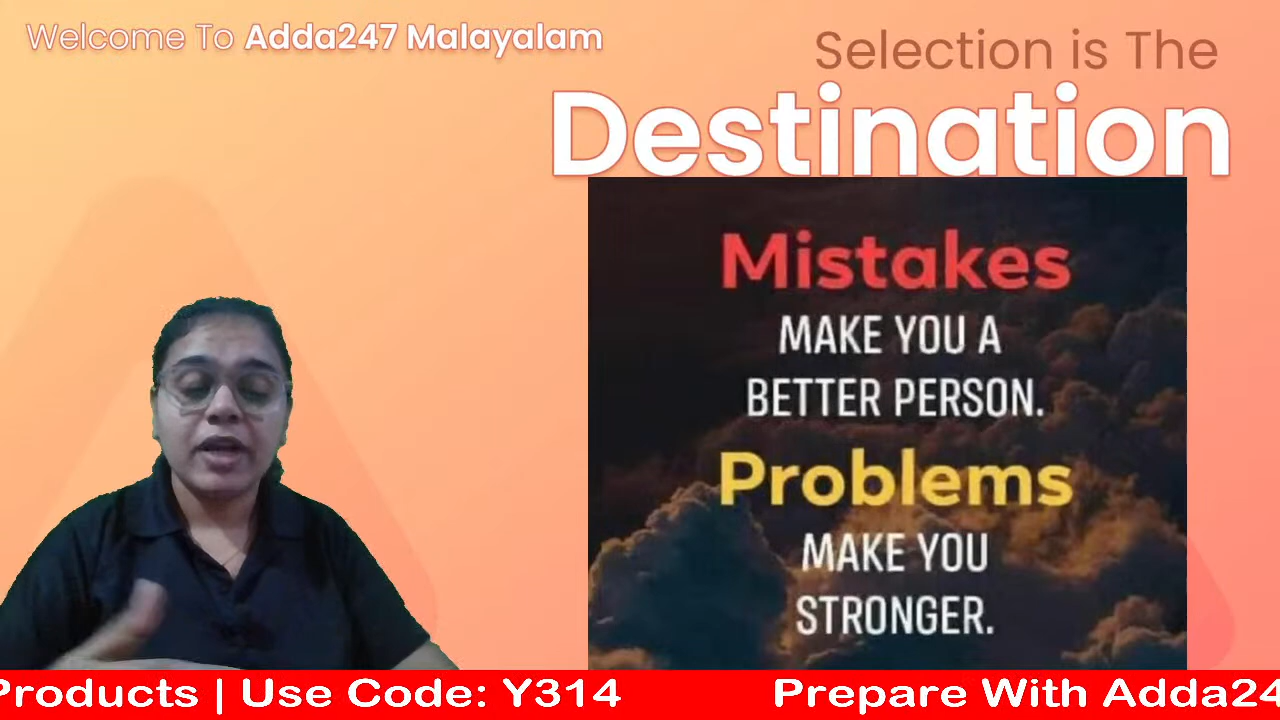 Welcome To Adda247 Malayalam
Selection is The
Destination
Mistakes
MAKE YOU A
BETTER PERSON.
Problems
MAKE YOU
STRONGER.
Products | Use Code: Y314 Prepare With Adda24